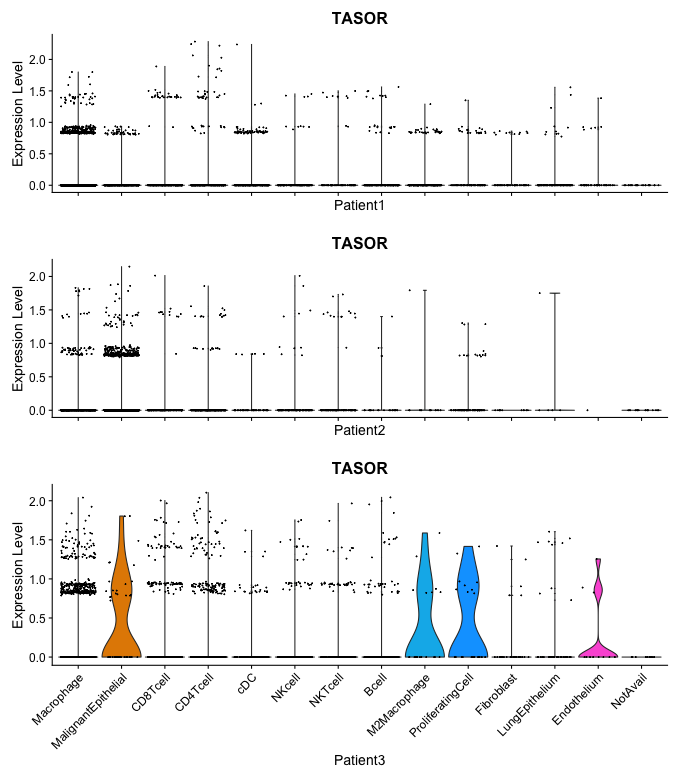 TASOR
Expression Level
2.0
1.5
1.0
0.5
0.0
Patient1
TASOR
Expression Level
2.0
1.5
1.0
0.5
0.0
Patient2
TASOR
Expression Level
2.0
1.5
1.0
0.5
0.0
Macrophage
MalignantEpithelial
CD8Tcell
CD4Tcell
cDC
NKcell
NKTcell
Bcell
M2Macrophage
ProliferatingCell
Fibroblast
LungEpithelium
Endothelium
NotAvail
Patient3